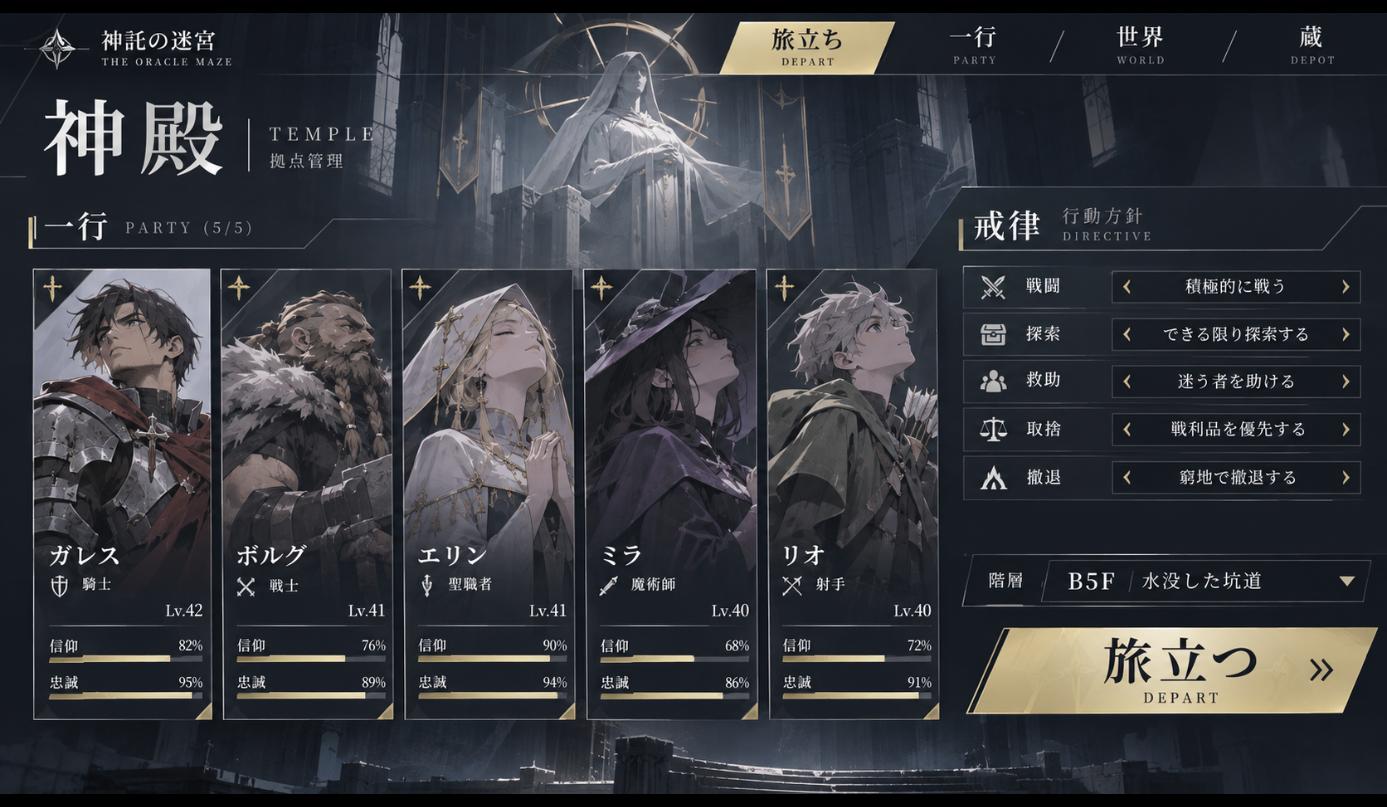 神託の迷宮
THE ORACLE MAZE
旅立ち
DEPART
一行
PARTY
世界
WORLD
蔵
DEPOT
神殿
TEMPLE
拠点管理
一行 PARTY (5/5)
ガレス
騎士
Lv.42
信仰 82%
忠誠 95%
ボルグ
戦士
Lv.41
信仰 76%
忠誠 89%
エリン
聖職者
Lv.41
信仰 90%
忠誠 94%
ミラ
魔術師
Lv.40
信仰 68%
忠誠 86%
リオ
射手
Lv.40
信仰 72%
忠誠 91%
戒律
行動方針
DIRECTIVE
戦闘 積極的に戦う
探索 できる限り探索する
救助 迷う者を助ける
取捨 戦利品を優先する
撤退 窮地で撤退する
階層 B5F 水没した坑道
旅立つ
DEPART